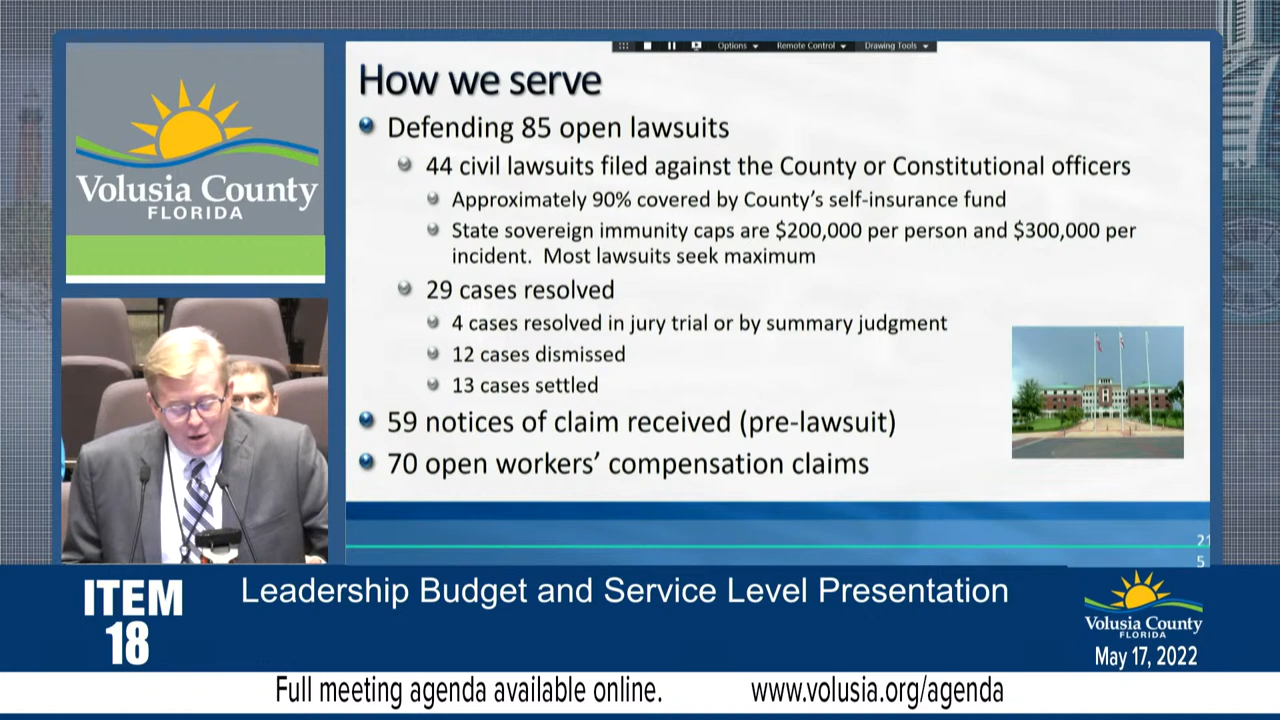 Options
Remote Control
Drawing Tools
How we serve
Defending 85 open lawsuits
44 civil lawsuits filed against the County or Constitutional officers
Approximately 90% covered by County's self-insurance fund
State sovereign immunity caps are $200,000 per person and $300,000 per
incident. Most lawsuits seek maximum
29 cases resolved
4 cases resolved in jury trial or by summary judgment
12 cases dismissed
13 cases settled
59 notices of claim received (pre-lawsuit)
70 open workers' compensation claims
21
5
Volusia County
FLORIDA
ITEM
18
Leadership Budget and Service Level Presentation
Volusia County
FLORIDA
May 17, 2022
Full meeting agenda available online.
www.volusia.org/agenda